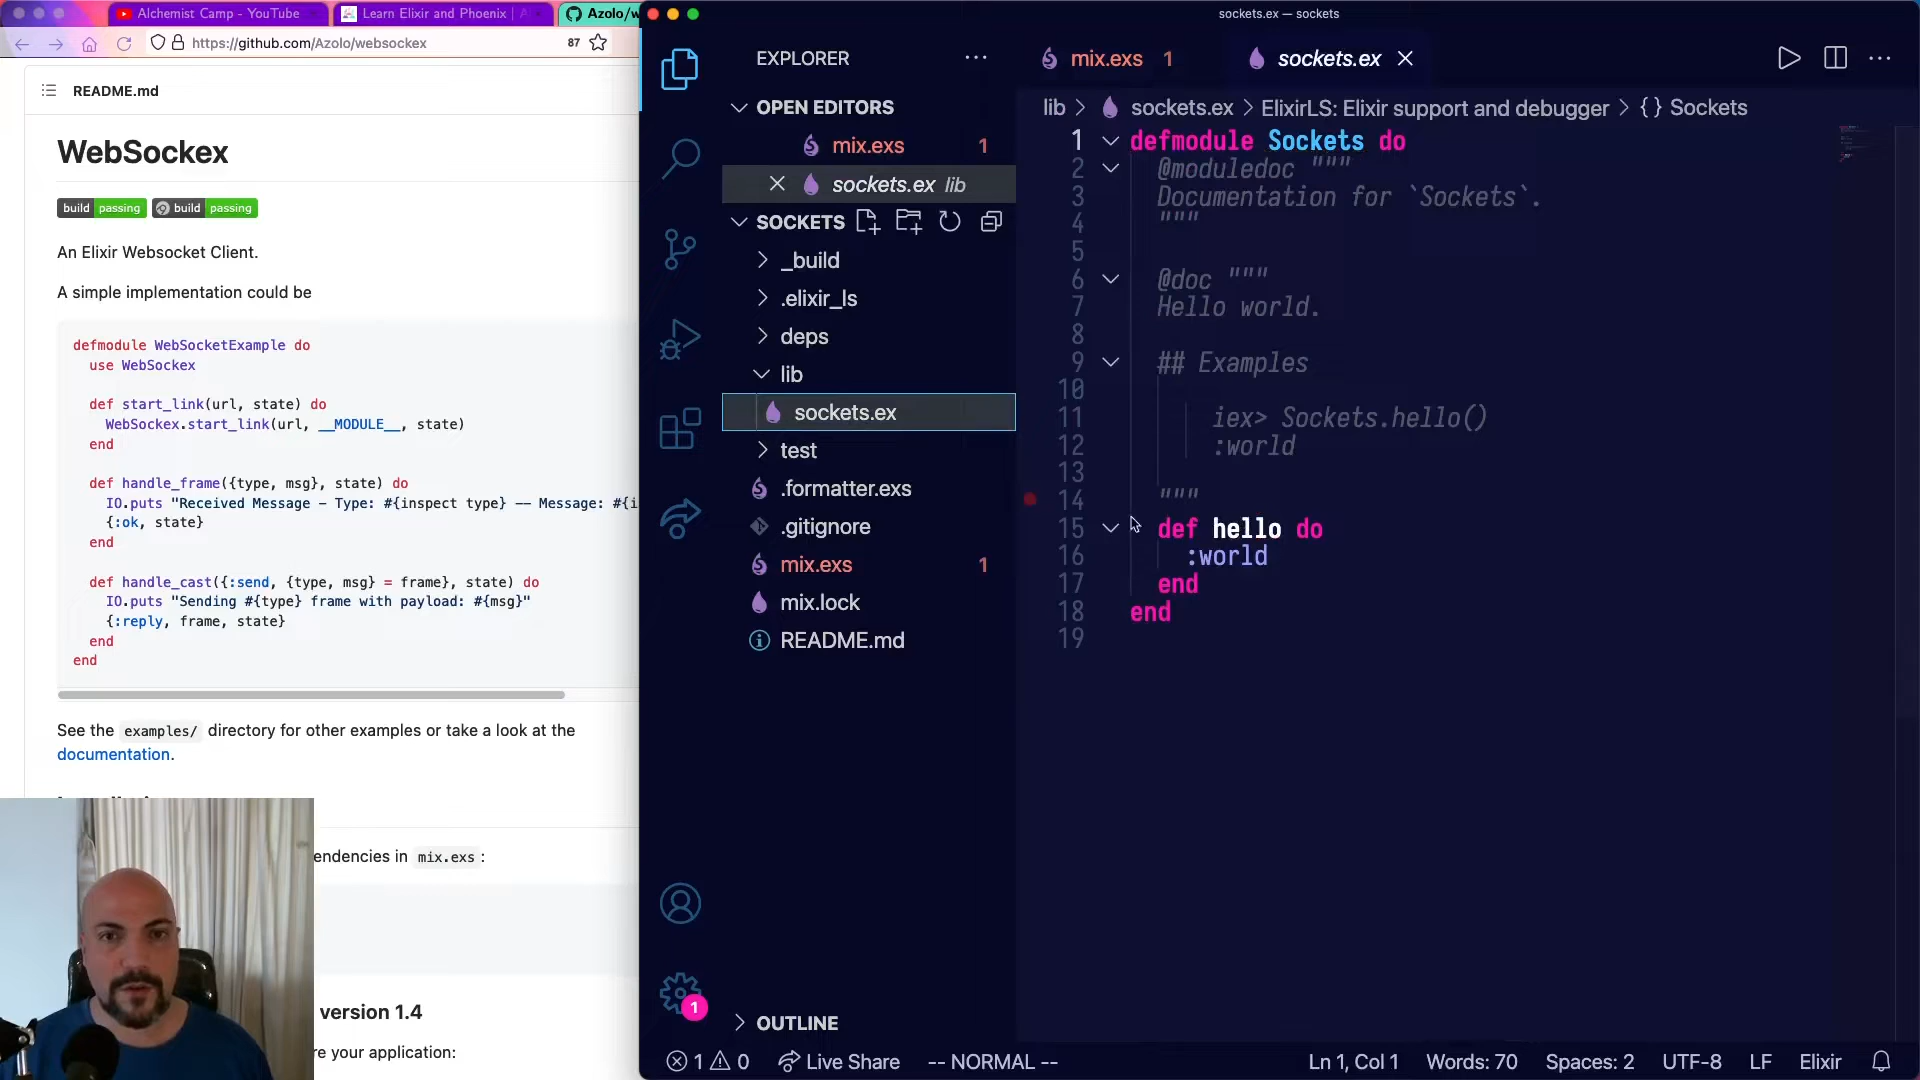 Alchemist Camp - YouTube
Learn Elixir and Phoenix | A
Azolo/w
https://github.com/Azolo/websockex
87
README.md
WebSockex
build passing
build passing
An Elixir Websocket Client.
A simple implementation could be
defmodule WebSocketExample do
use WebSockex
def start_link(url, state) do
WebSockex.start_link(url, __MODULE__, state)
end
def handle_frame({type, msg}, state) do
IO.puts "Received Message - Type: #{inspect type} -- Message: #{i
{:ok, state}
end
def handle_cast({:send, {type, msg} = frame}, state) do
IO.puts "Sending #{type} frame with payload: #{msg}"
{:reply, frame, state}
end
end
See the examples/ directory for other examples or take a look at the
documentation.
endencies in mix.exs :
version 1.4
re your application:
sockets.ex — sockets
EXPLORER
OPEN EDITORS
mix.exs 1
sockets.ex lib
SOCKETS
_build
.elixir_ls
deps
lib
sockets.ex
test
.formatter.exs
.gitignore
mix.exs 1
mix.lock
README.md
OUTLINE
1
mix.exs 1
sockets.ex
lib > sockets.ex > ElixirLS: Elixir support and debugger > {} Sockets
1 defmodule Sockets do
2 @moduledoc """
3 Documentation for `Sockets`.
4 """
5
6 @doc """
7 Hello world.
8
9 ## Examples
10
11 iex> Sockets.hello()
12 :world
13
14 """
15 def hello do
16 :world
17 end
18 end
19
1 0 Live Share -- NORMAL -- Ln 1, Col 1 Words: 70 Spaces: 2 UTF-8 LF Elixir